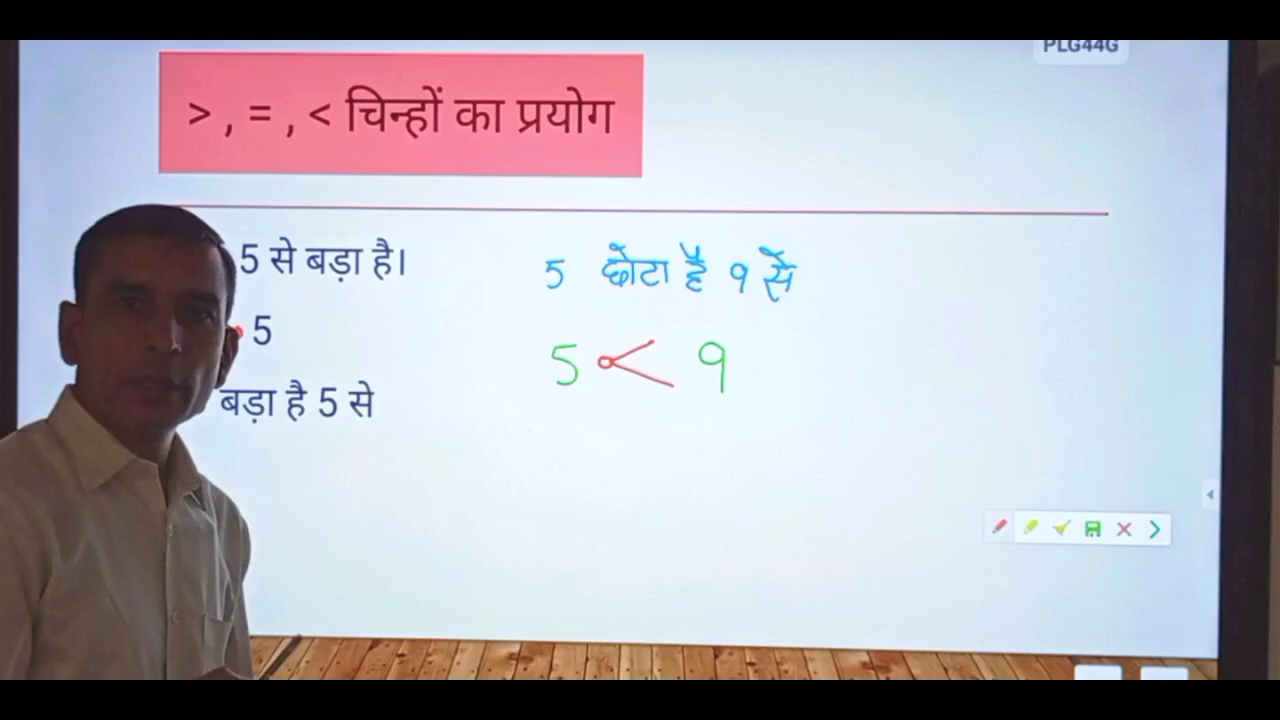 PLG44G
> , = , < चिन्हों का प्रयोग
5 से बड़ा है।
5
बड़ा है 5 से
5 छोटा है 9 से
5 < 9